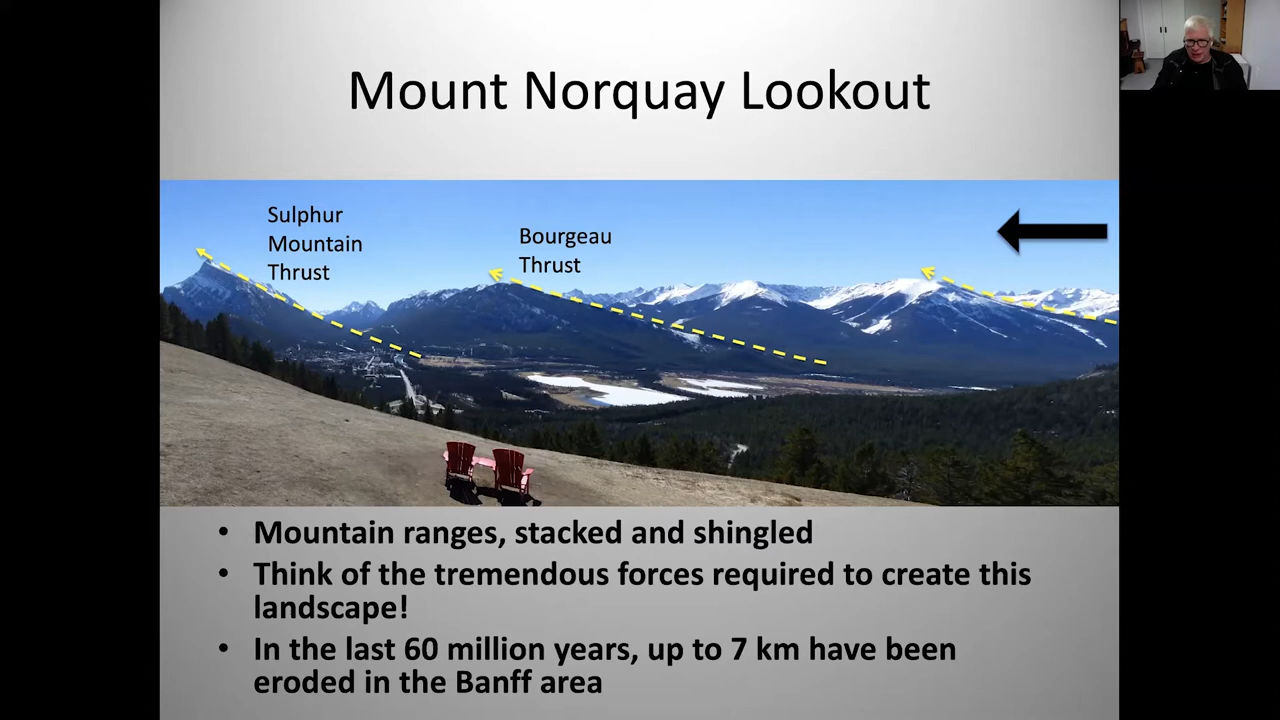 Mount Norquay Lookout
Sulphur
Mountain
Thrust
Bourgeau
Thrust
• Mountain ranges, stacked and shingled
• Think of the tremendous forces required to create this
landscape!
• In the last 60 million years, up to 7 km have been
eroded in the Banff area